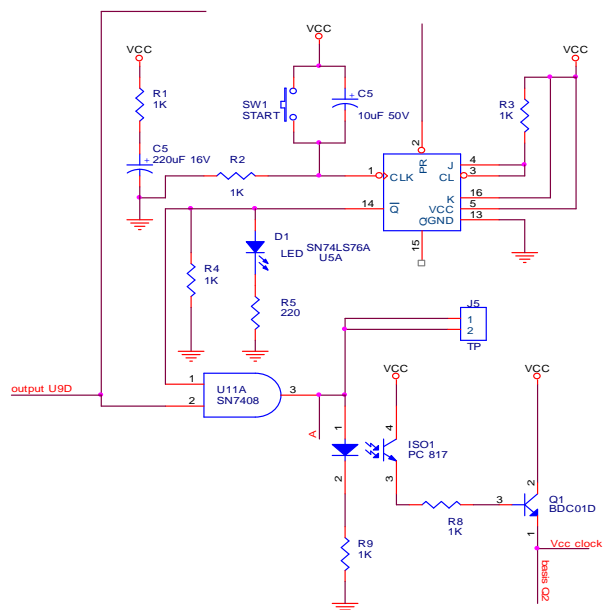 VCC
VCC
VCC
R1
1K
SW1
START
C5
10uF 50V
R3
1K
C5
220uF 16V
R2
1K
2
PR
1
CLK
J
4
CL
3
K
16
VCC
5
GND
13
14
Q
Q
15
D1
LED
SN74LS76A
U5A
R4
1K
R5
220
J5
1
2
TP
output U9D
1
2
U11A
SN7408
3
A
VCC
VCC
1
2
4
3
ISO1
PC 817
R8
1K
3
2
1
Q1
BDC01D
R9
1K
Vcc clock
basis Q2